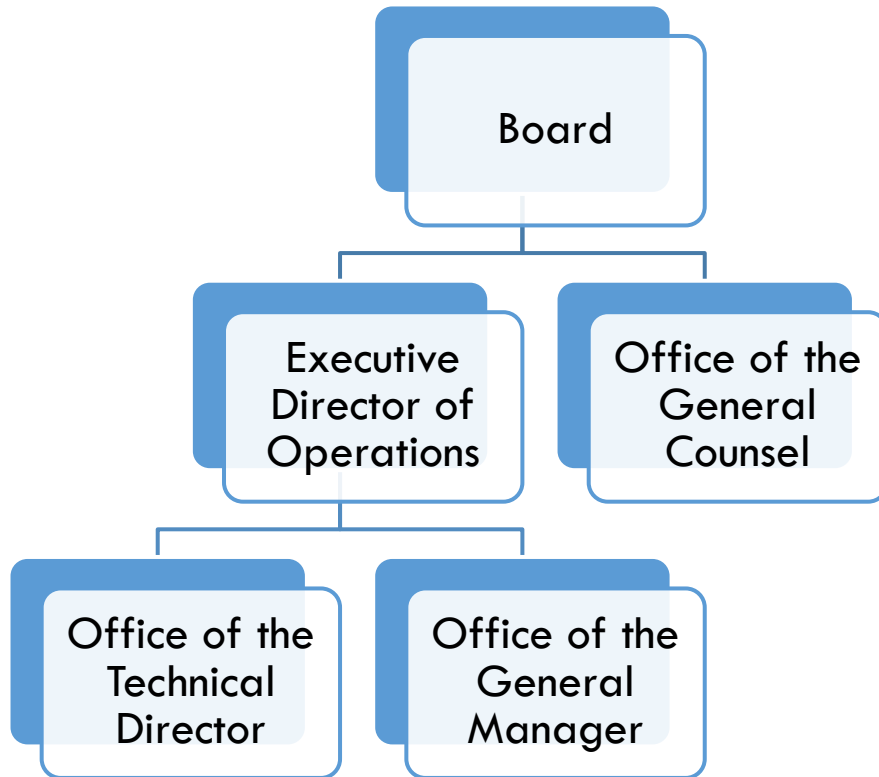 Board
Executive
Director of
Operations
Office of the
General
Counsel
Office of the
Technical
Director
Office of the
General
Manager